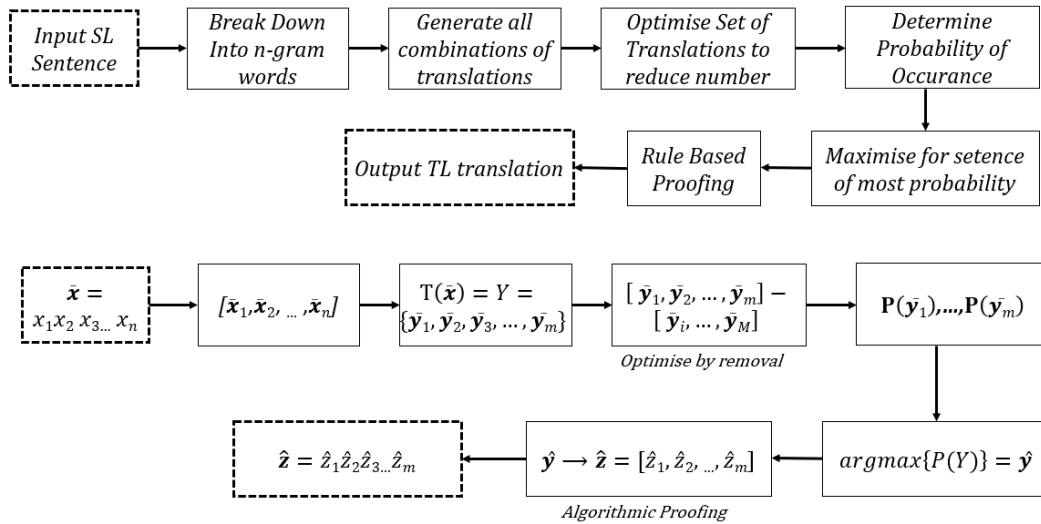 Input SL
Sentence
Break Down
Into n-gram
words
Generate all
combinations of
translations
Optimise Set of
Translations to
reduce number
Determine
Probability of
Occurance
Output TL translation
Rule Based
Proofing
Maximise for setence
of most probability
x̄ =
x₁x₂ x₃... xₙ
[x̄₁,x̄₂, ... ,x̄ₙ]
T(x̄) = Y =
{ȳ₁, ȳ₂, ȳ₃, ... , ȳₘ}
[ ȳ₁, ȳ₂, ... , ȳₘ] −
[ ȳᵢ, ... , ȳ_M]
Optimise by removal
P(ȳ₁),...,P(ȳₘ)
ẑ = ẑ₁ẑ₂ẑ₃...ẑₘ
ŷ → ẑ = [ẑ₁, ẑ₂, ..., ẑₘ]
Algorithmic Proofing
argmax{P(Y)} = ŷ